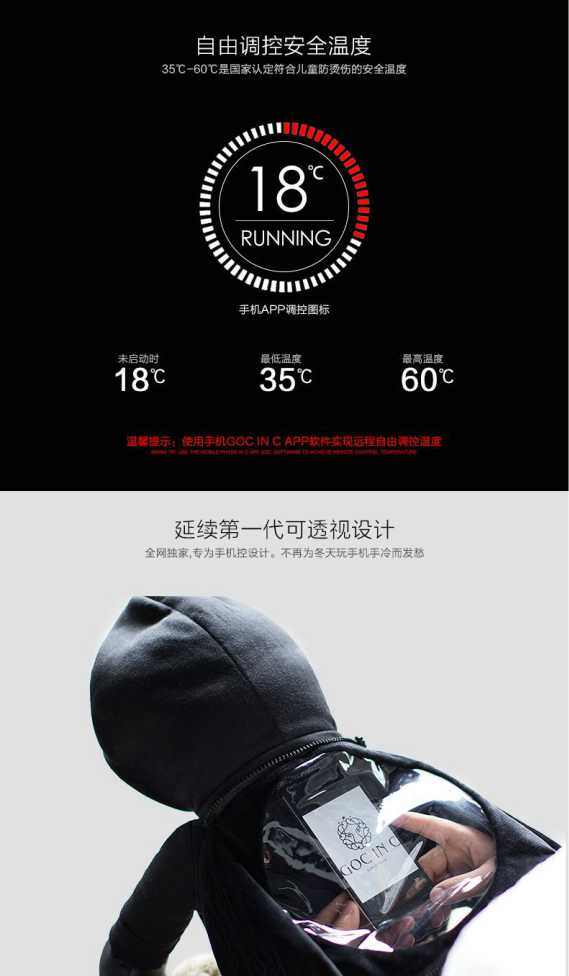 自由调控安全温度
35℃-60℃是国家认定符合儿童防烫伤的安全温度
18℃
RUNNING
手机APP调控图标
未启动时
18℃
最低温度
35℃
最高温度
60℃
温馨提示：使用手机GOC IN C APP软件实现远程自由调控温度
延续第一代可透视设计
全网独家,专为手机控设计。不再为冬天玩手机手冷而发愁
GOC IN C